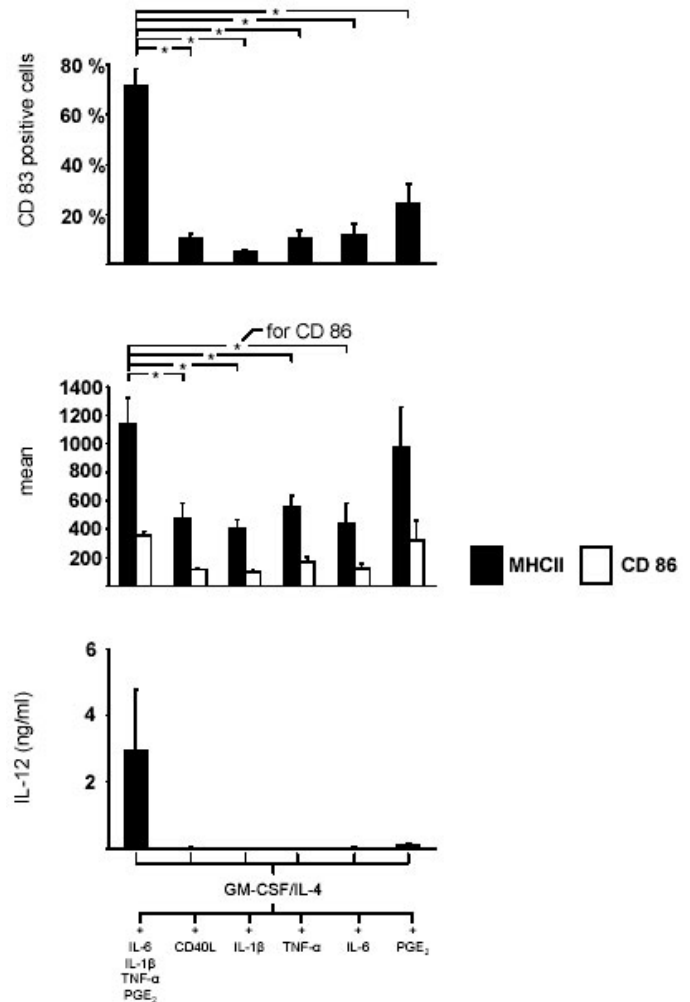 * * * * *
CD 83 positive cells
80 %
60 %
40 %
20 %
for CD 86
* * * *
mean
1400
1200
1000
800
600
400
200
MHCII CD 86
IL-12 (ng/ml)
6
4
2
GM-CSF/IL-4
+ + + + + +
IL-6 CD40L IL-1β TNF-α IL-6 PGE₂
IL-1β
TNF-α
PGE₂